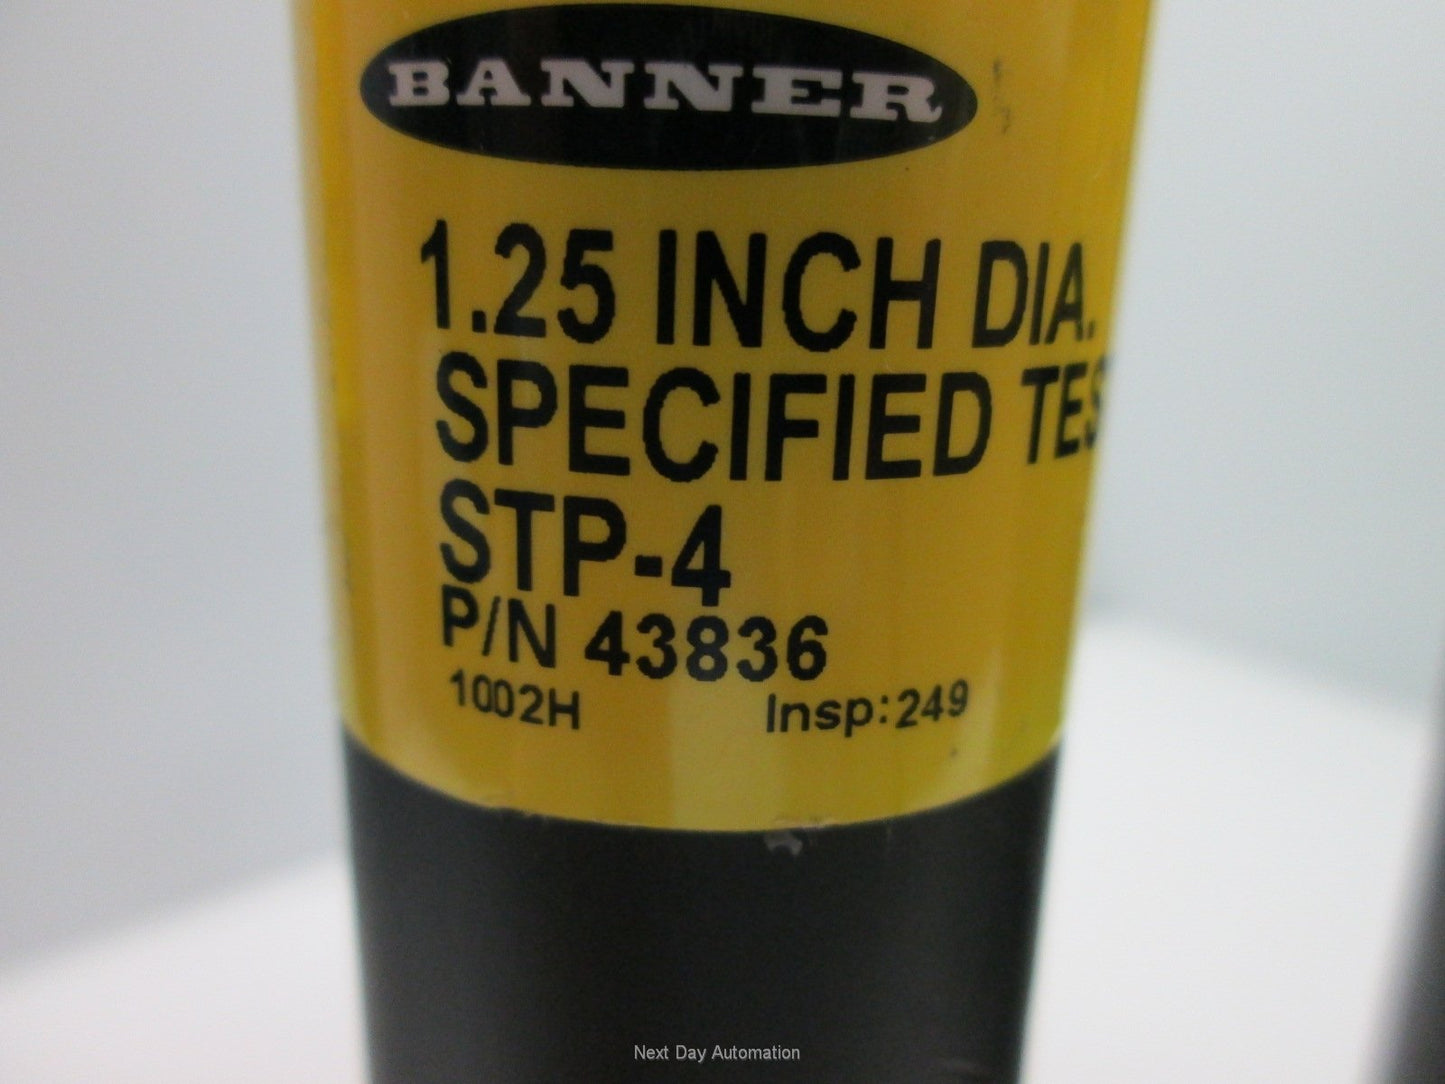 BANNER
1.25 INCH DIA.
SPECIFIED TES
STP-4
P/N 43836
1002H Insp:249
Next Day Automation